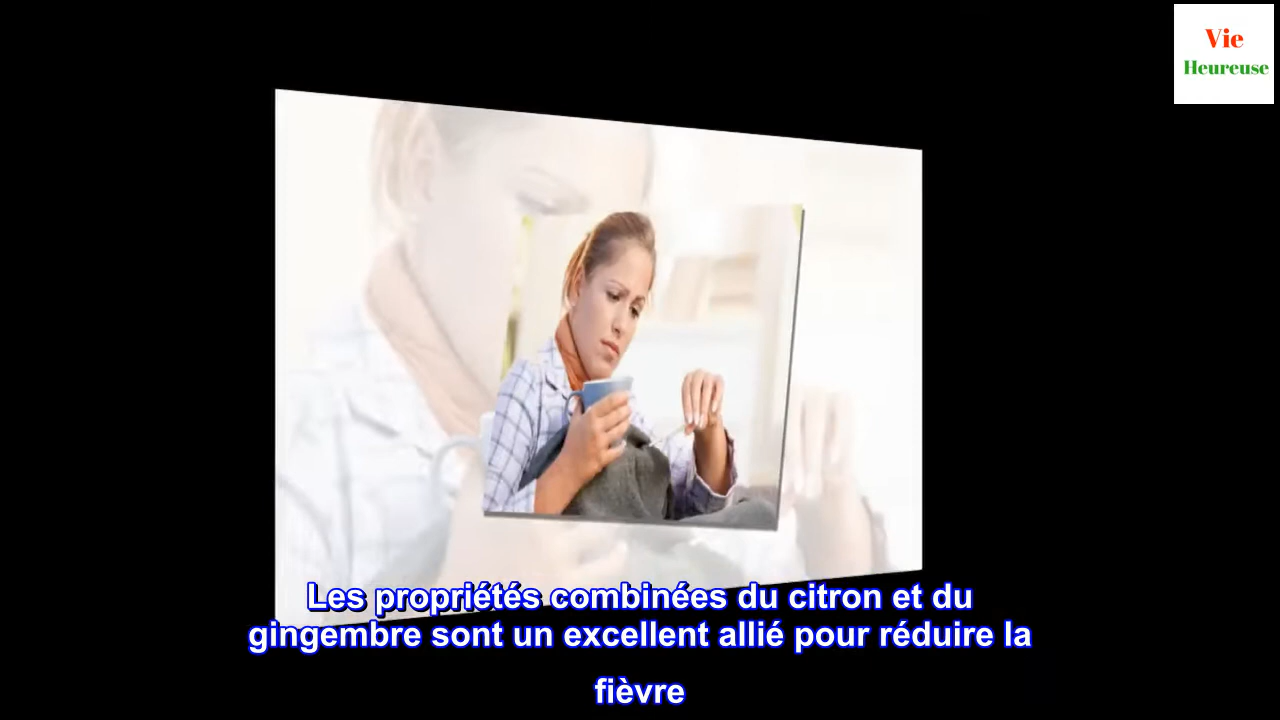 Vie
Heureuse
Les propriétés combinées du citron et du
gingembre sont un excellent allié pour réduire la
fièvre